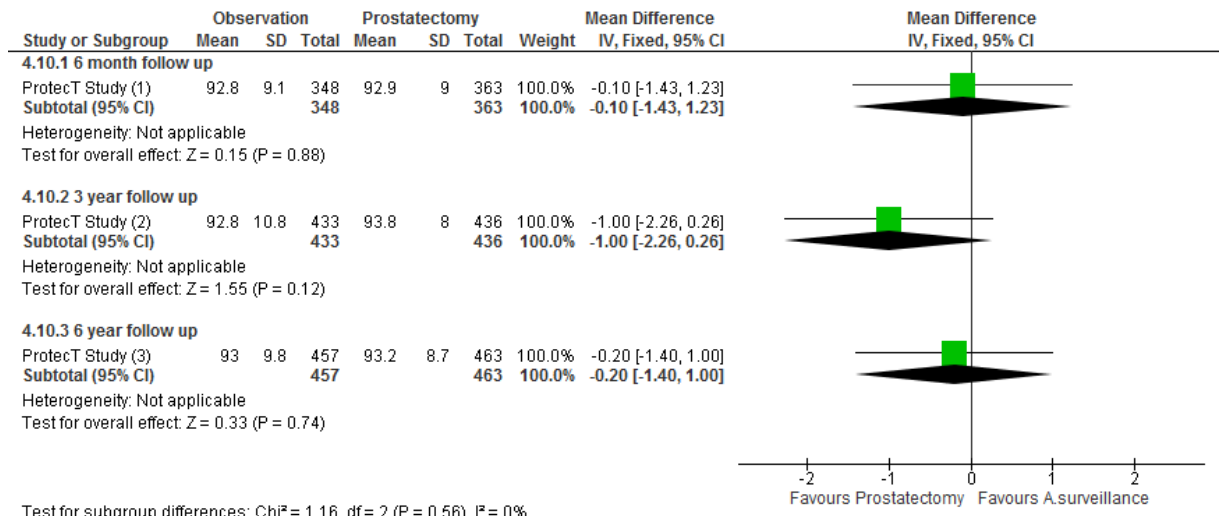 Observation Prostatectomy Mean Difference Mean Difference
Study or Subgroup Mean SD Total Mean SD Total Weight IV, Fixed, 95% CI IV, Fixed, 95% CI
4.10.1 6 month follow up
ProtecT Study (1) 92.8 9.1 348 92.9 9 363 100.0% -0.10 [-1.43, 1.23]
Subtotal (95% CI) 348 363 100.0% -0.10 [-1.43, 1.23]
Heterogeneity: Not applicable
Test for overall effect: Z = 0.15 (P = 0.88)
4.10.2 3 year follow up
ProtecT Study (2) 92.8 10.8 433 93.8 8 436 100.0% -1.00 [-2.26, 0.26]
Subtotal (95% CI) 433 436 100.0% -1.00 [-2.26, 0.26]
Heterogeneity: Not applicable
Test for overall effect: Z = 1.55 (P = 0.12)
4.10.3 6 year follow up
ProtecT Study (3) 93 9.8 457 93.2 8.7 463 100.0% -0.20 [-1.40, 1.00]
Subtotal (95% CI) 457 463 100.0% -0.20 [-1.40, 1.00]
Heterogeneity: Not applicable
Test for overall effect: Z = 0.33 (P = 0.74)
-2 -1 0 1 2
Favours Prostatectomy Favours A.surveillance
Test for subgroup differences: Chi² = 1.16, df = 2 (P = 0.56), I² = 0%